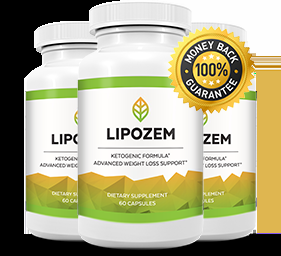 MONEY BACK
100%
GUARANTEE
LIPOZEM
KETOGENIC FORMULA*
ADVANCED WEIGHT LOSS SUPPORT*
DIETARY SUPPLEMENT
60 CAPSULES